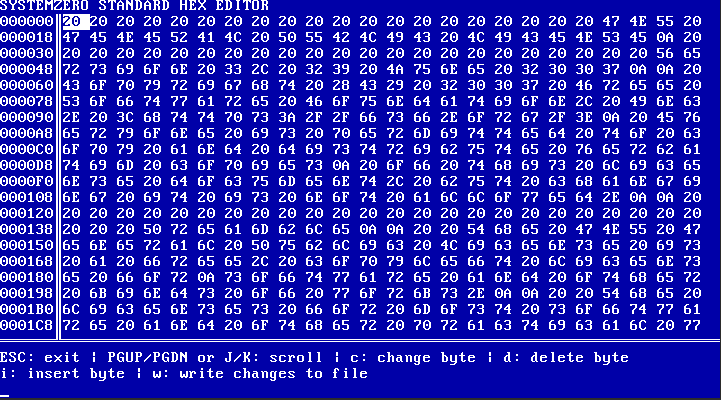 SYSTEMZERO STANDARD HEX EDITOR
000000 20 20 20 20 20 20 20 20 20 20 20 20 20 20 20 20 20 20 20 20 47 4E 55 20
000018 47 45 4E 45 52 41 4C 20 50 55 42 4C 49 43 20 4C 49 43 45 4E 53 45 0A 20
000030 20 20 20 20 20 20 20 20 20 20 20 20 20 20 20 20 20 20 20 20 20 20 56 65
000048 72 73 69 6F 6E 20 33 2C 20 32 39 20 4A 75 6E 65 20 32 30 30 37 0A 0A 20
000060 43 6F 70 79 72 69 67 68 74 20 28 43 29 20 32 30 30 37 20 46 72 65 65 20
000078 53 6F 66 74 77 61 72 65 20 46 6F 75 6E 64 61 74 69 6F 6E 2C 20 49 6E 63
000090 2E 20 3C 68 74 74 70 73 3A 2F 2F 66 73 66 2E 6F 72 67 2F 3E 0A 20 45 76
0000A8 65 72 79 6F 6E 65 20 69 73 20 70 65 72 6D 69 74 74 65 64 20 74 6F 20 63
0000C0 6F 70 79 20 61 6E 64 20 64 69 73 74 72 69 62 75 74 65 20 76 65 72 62 61
0000D8 74 69 6D 20 63 6F 70 69 65 73 0A 20 6F 66 20 74 68 69 73 20 6C 69 63 65
0000F0 6E 73 65 20 64 6F 63 75 6D 65 6E 74 2C 20 62 75 74 20 63 68 61 6E 67 69
000108 6E 67 20 69 74 20 69 73 20 6E 6F 74 20 61 6C 6C 6F 77 65 64 2E 0A 0A 20
000120 20 20 20 20 20 20 20 20 20 20 20 20 20 20 20 20 20 20 20 20 20 20 20 20
000138 20 20 20 50 72 65 61 6D 62 6C 65 0A 0A 20 20 54 68 65 20 47 4E 55 20 47
000150 65 6E 65 72 61 6C 20 50 75 62 6C 69 63 20 4C 69 63 65 6E 73 65 20 69 73
000168 20 61 20 66 72 65 65 2C 20 63 6F 70 79 6C 65 66 74 20 6C 69 63 65 6E 73
000180 65 20 66 6F 72 0A 73 6F 66 74 77 61 72 65 20 61 6E 64 20 6F 74 68 65 72
000198 20 6B 69 6E 64 73 20 6F 66 20 77 6F 72 6B 73 2E 0A 0A 20 20 54 68 65 20
0001B0 6C 69 63 65 6E 73 65 73 20 66 6F 72 20 6D 6F 73 74 20 73 6F 66 74 77 61
0001C8 72 65 20 61 6E 64 20 6F 74 68 65 72 20 70 72 61 63 74 69 63 61 6C 20 77
ESC: exit | PGUP/PGDN or J/K: scroll | c: change byte | d: delete byte
i: insert byte | w: write changes to file